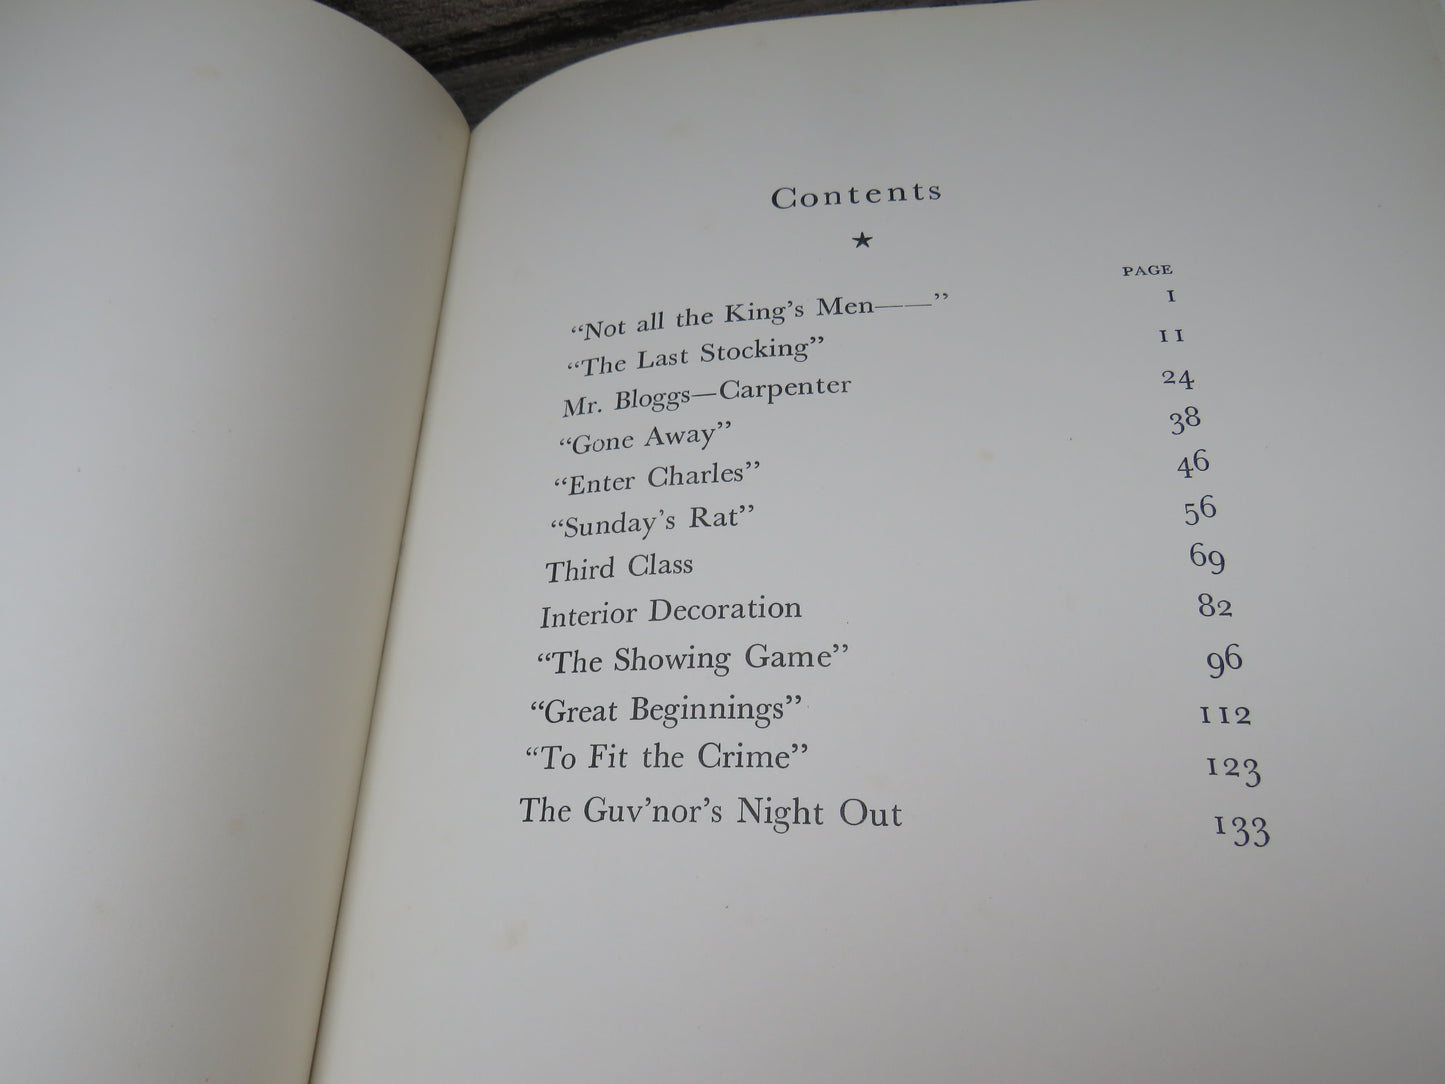 Contents
★
PAGE
“Not all the King’s Men——” 1
“The Last Stocking” 11
Mr. Bloggs—Carpenter 24
“Gone Away” 38
“Enter Charles” 46
“Sunday’s Rat” 56
Third Class 69
Interior Decoration 82
“The Showing Game” 96
“Great Beginnings” 112
“To Fit the Crime” 123
The Guv’nor’s Night Out 133